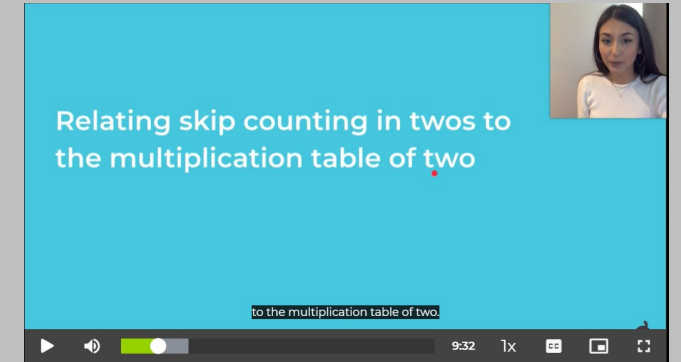 Relating skip counting in twos to
the multiplication table of two
to the multiplication table of two.
9:32 1x CC